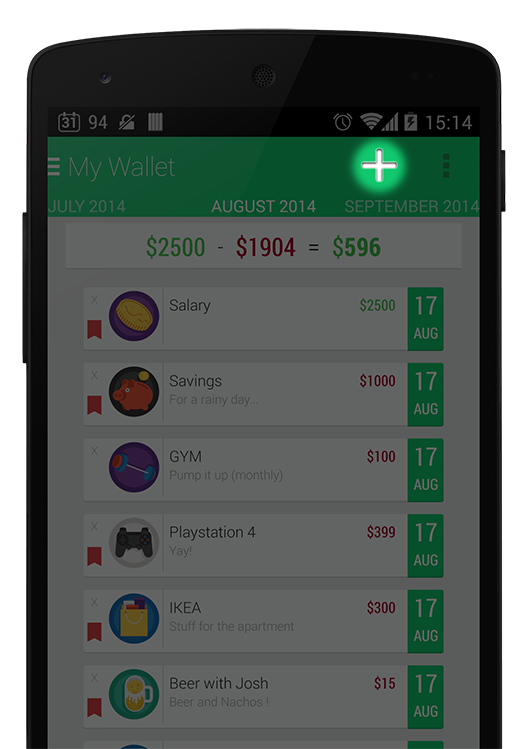 31 94 15:14
My Wallet
JULY 2014 AUGUST 2014 SEPTEMBER 2014
$2500 - $1904 = $596
X Salary $2500 17 AUG
X Savings $1000 17 AUG
For a rainy day...
X GYM $100 17 AUG
Pump it up (monthly)
X Playstation 4 $399 17 AUG
Yay!
X IKEA $300 17 AUG
Stuff for the apartment
X Beer with Josh $15 17 AUG
Beer and Nachos !